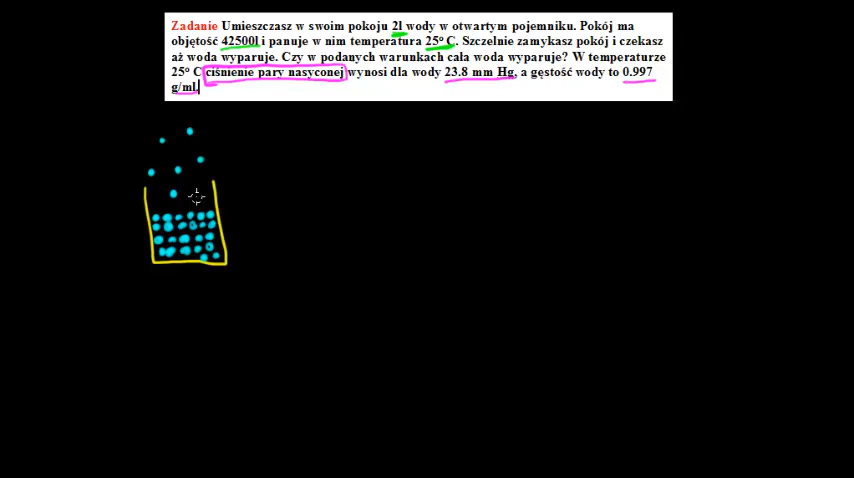 Zadanie Umieszczasz w swoim pokoju 2l wody w otwartym pojemniku. Pokój ma
objętość 42500l i panuje w nim temperatura 25º C. Szczelnie zamykasz pokój i czekasz
aż woda wyparuje. Czy w podanych warunkach cała woda wyparuje? W temperaturze
25º C ciśnienie pary nasyconej wynosi dla wody 23.8 mm Hg, a gęstość wody to 0.997
g/ml.